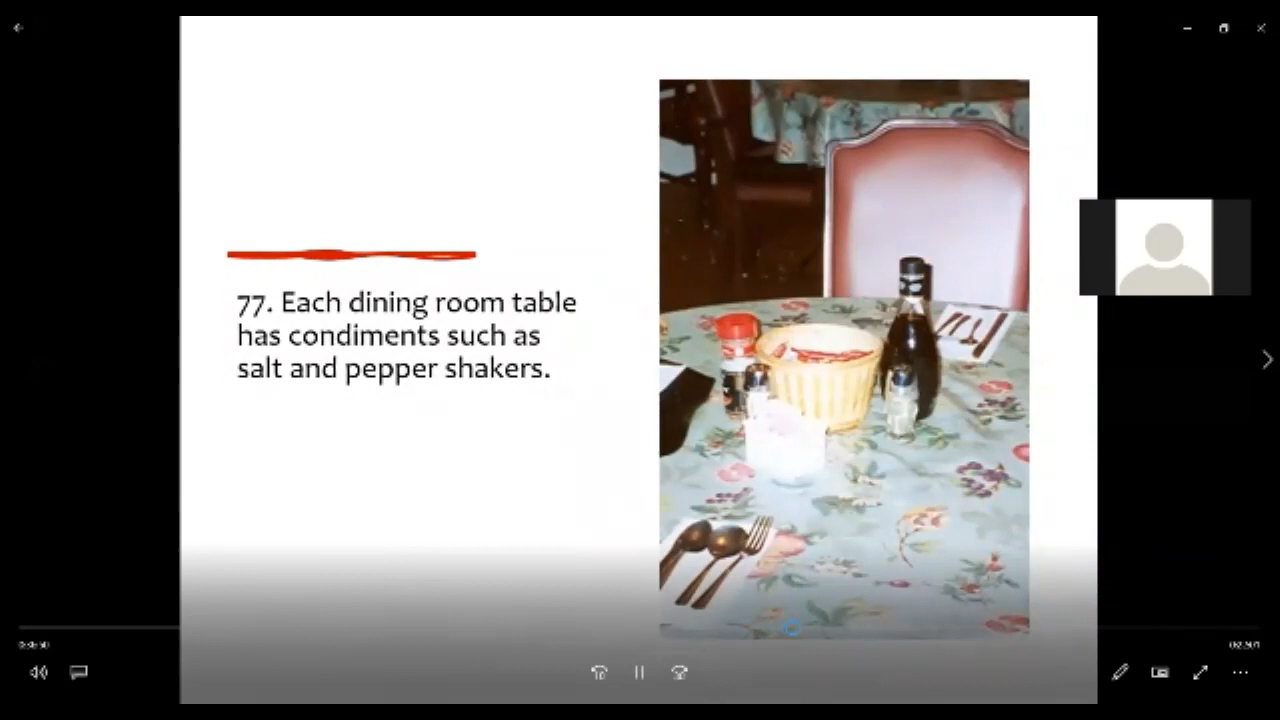 77. Each dining room table
has condiments such as
salt and pepper shakers.